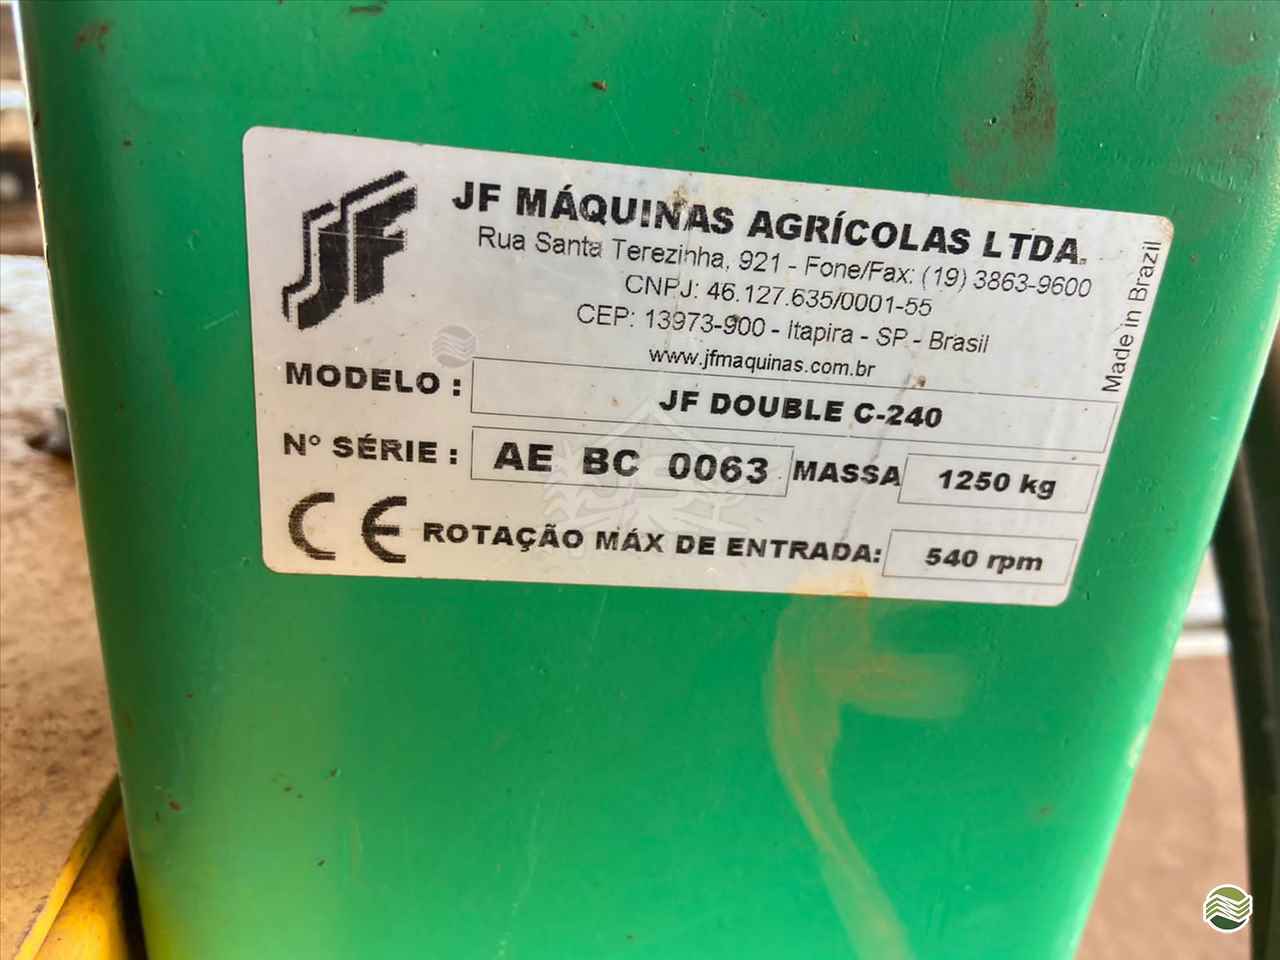 JF
JF MÁQUINAS AGRÍCOLAS LTDA.
Rua Santa Terezinha, 921 - Fone/Fax: (19) 3863-9600
CNPJ: 46.127.635/0001-55
CEP: 13973-900 - Itapira - SP - Brasil
www.jfmaquinas.com.br
Made in Brazil
MODELO : JF DOUBLE C-240
Nº SÉRIE : AE BC 0063 MASSA 1250 kg
CE ROTAÇÃO MÁX DE ENTRADA: 540 rpm